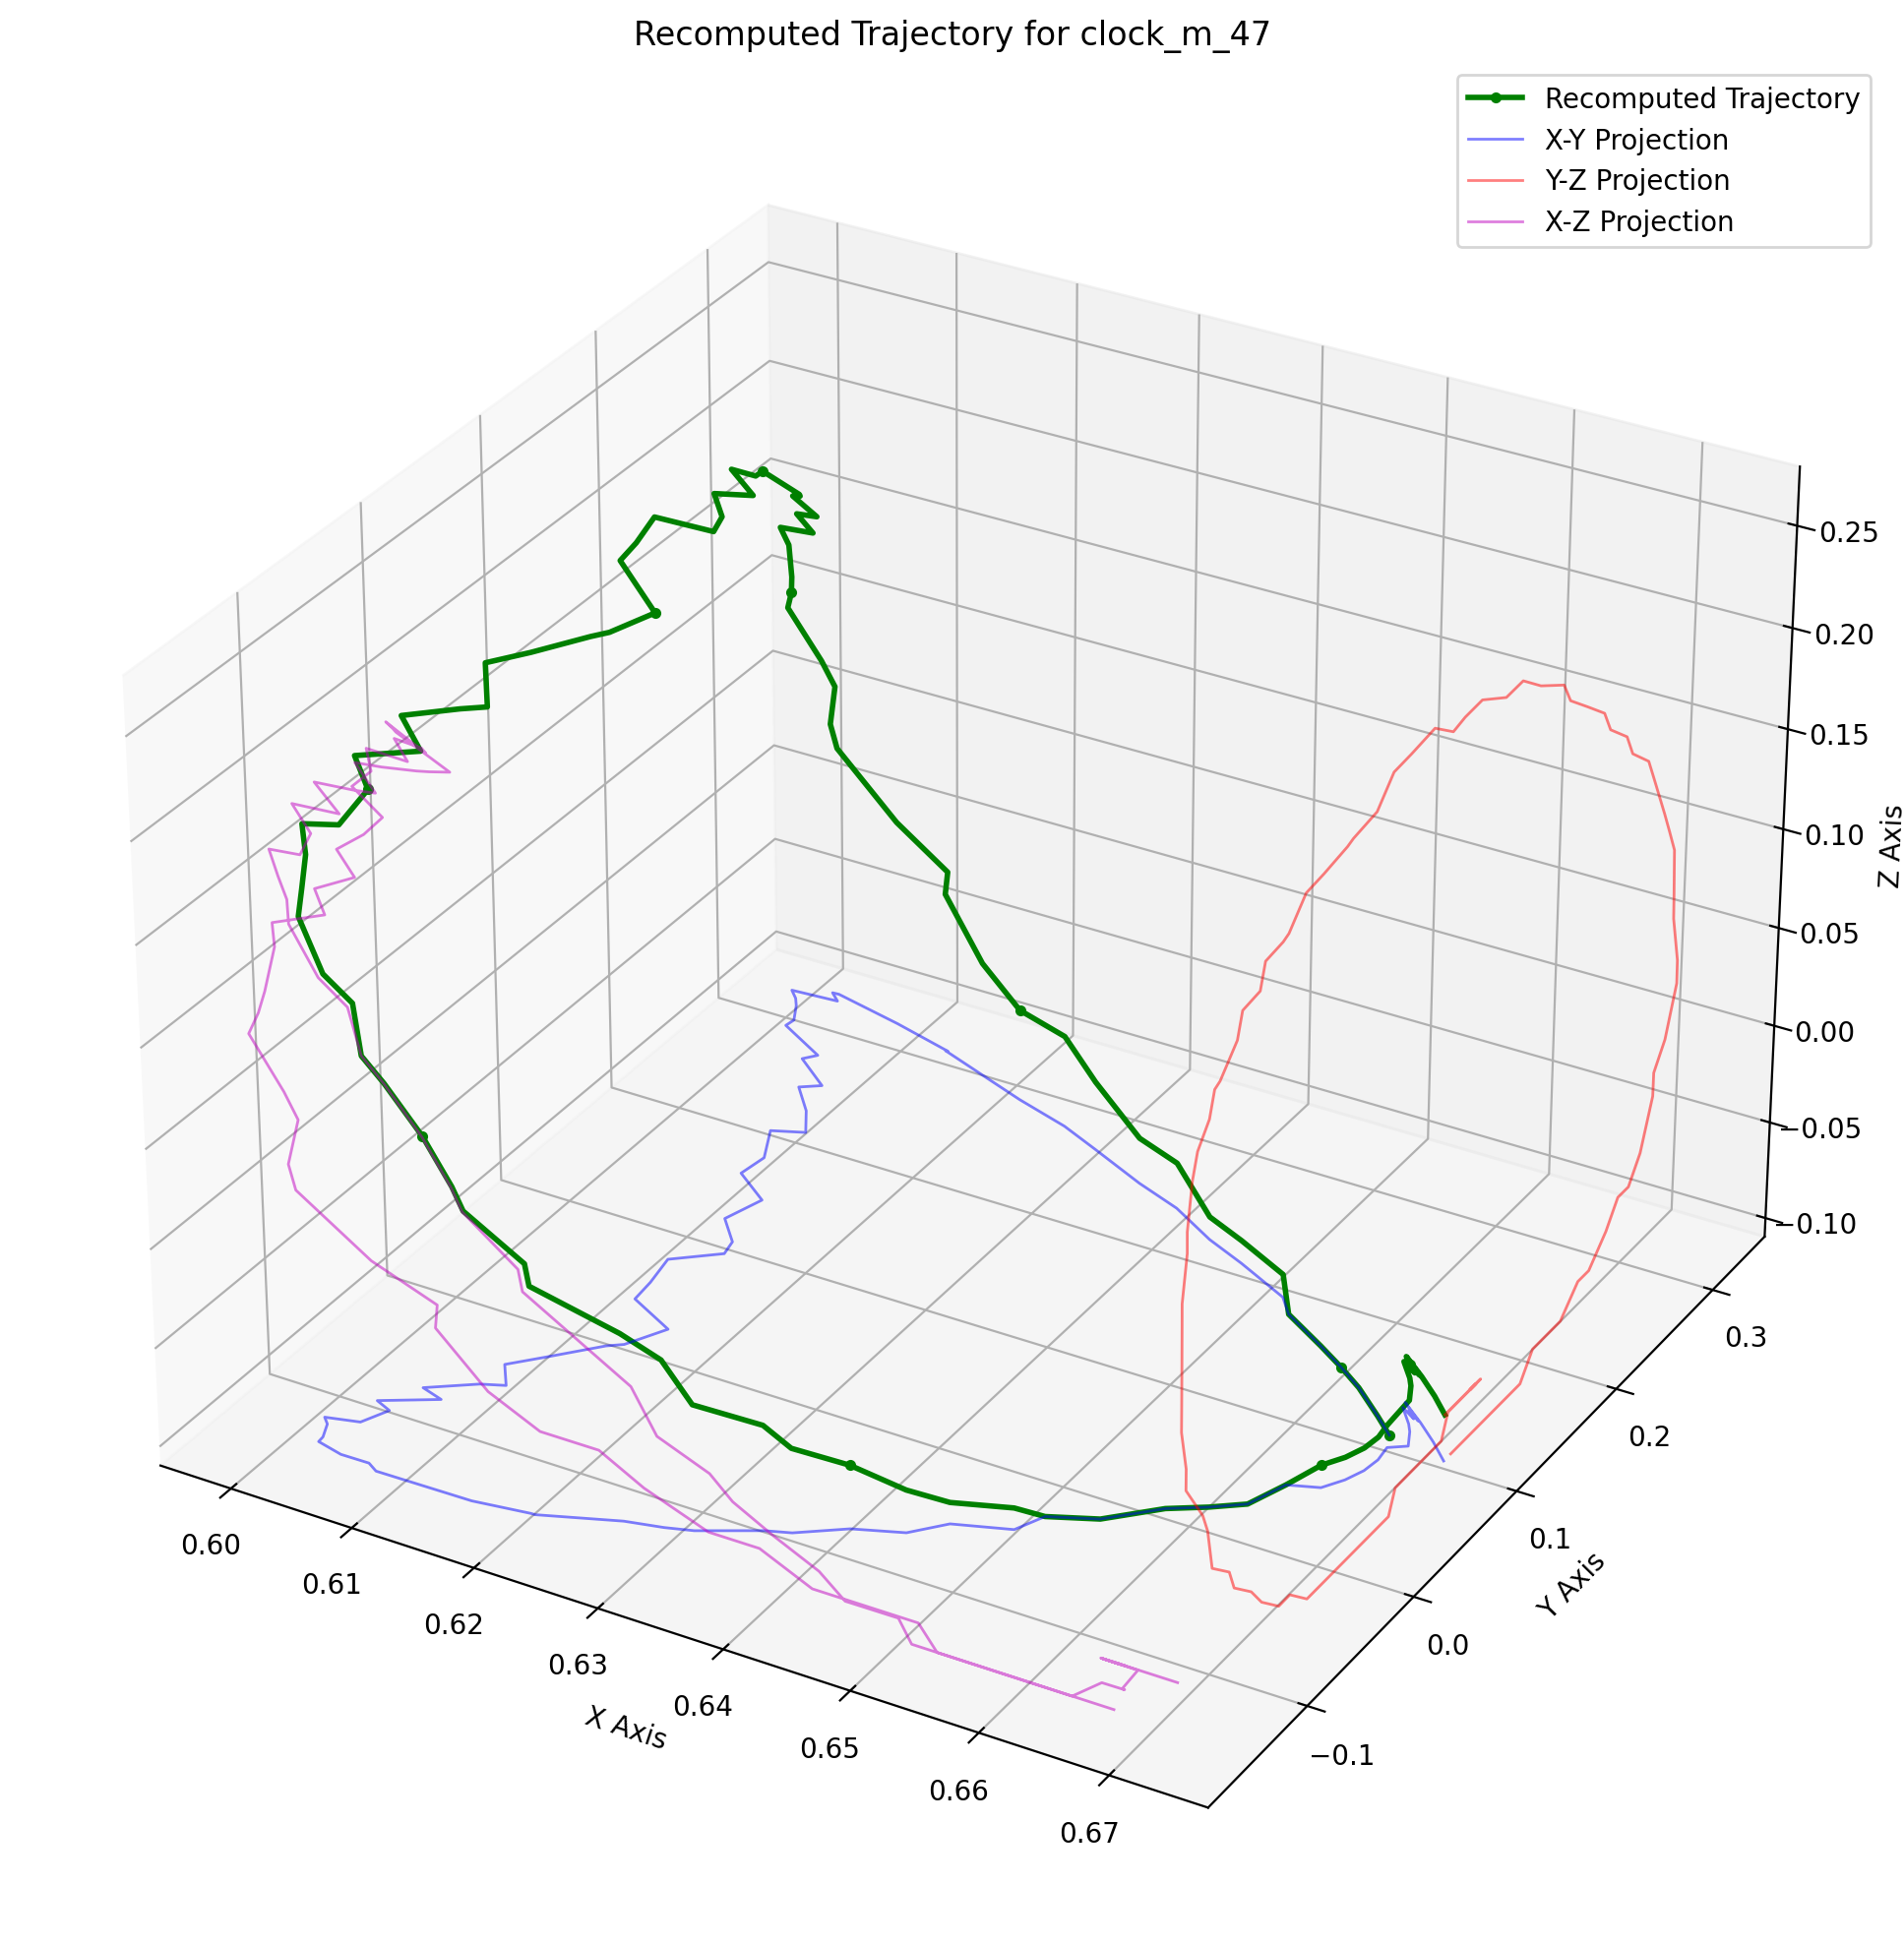 Recomputed Trajectory for clock_m_47
Recomputed Trajectory
X-Y Projection
Y-Z Projection
X-Z Projection
0.25
0.20
0.15
0.10
0.05
0.00
−0.05
−0.10
Z Axis
0.3
0.2
0.1
0.0
−0.1
Y Axis
0.60
0.61
0.62
0.63
0.64
0.65
0.66
0.67
X Axis